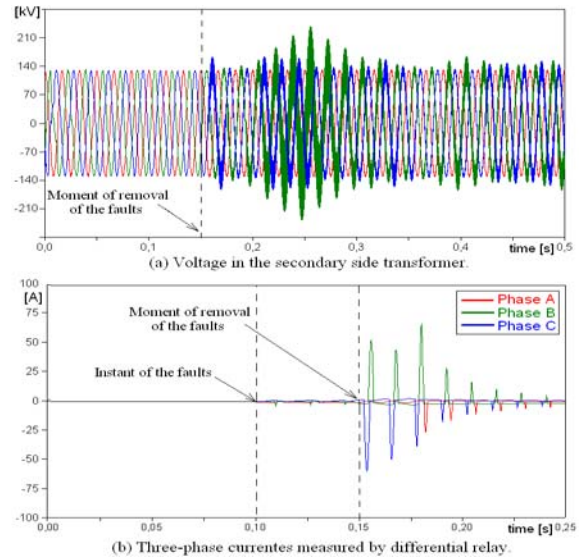 [kV]
210
140
70
0
-70
-140
-210
Moment of removal
of the faults
0,0
0,1
0,2
0,3
0,4
0,5
time [s]
(a) Voltage in the secondary side transformer.
100
[A]
75
50
25
0
-25
-50
-75
-100
Moment of removal
of the faults
Instant of the faults
Phase A
Phase B
Phase C
0,00
0,05
0,10
0,15
0,20
0,25
time [s]
(b) Three-phase currentes measured by differential relay.